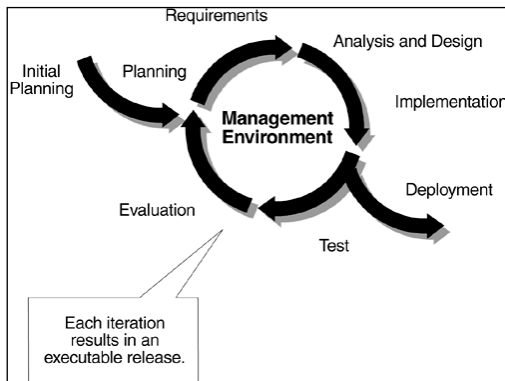 Requirements
Analysis and Design
Initial
Planning
Planning
Implementation
Management
Environment
Deployment
Evaluation
Test
Each iteration
results in an
executable release.